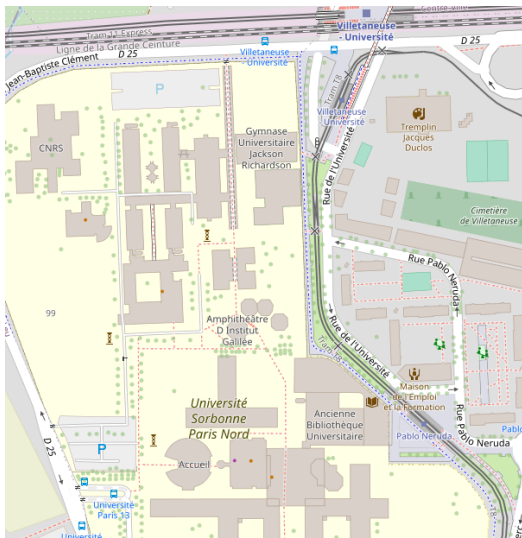 Centre-Ville
Tram 11 Express
Villetaneuse
- Université
Ligne de la Grande Ceinture
D 25
Villetaneuse
- Université
D 25
Jean-Baptiste Clément
Tram T8
P
Villetaneuse
Université
Tremplin
Jacques
Duclos
Gymnase
Universitaire
Jackson
Richardson
CNRS
Rue de l'Université
Cimetière
de Villetaneuse
Rue Pablo Neruda
99
Amphithéâtre
D Institut
Galilée
Rue de l'Université
Tram T8
Maison
de l'Emploi
et la Formation
Université
Sorbonne
Paris Nord
Ancienne
Bibliothèque
Universitaire
Pablo Neruda
Rue Pablo Neruda
Pablo
D 25
P
Accueil
Université
Paris 13
Université
T8